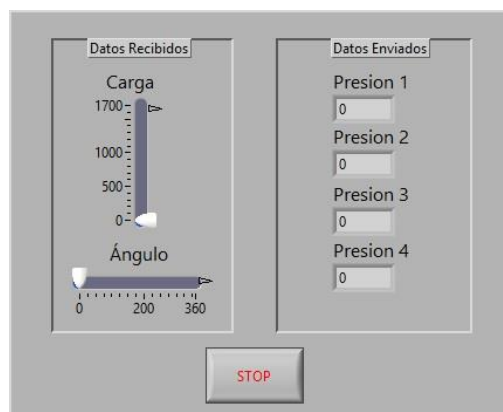 Datos Recibidos
Carga
1700
1000
500
0
Ángulo
0 200 360
Datos Enviados
Presion 1
0
Presion 2
0
Presion 3
0
Presion 4
0
STOP